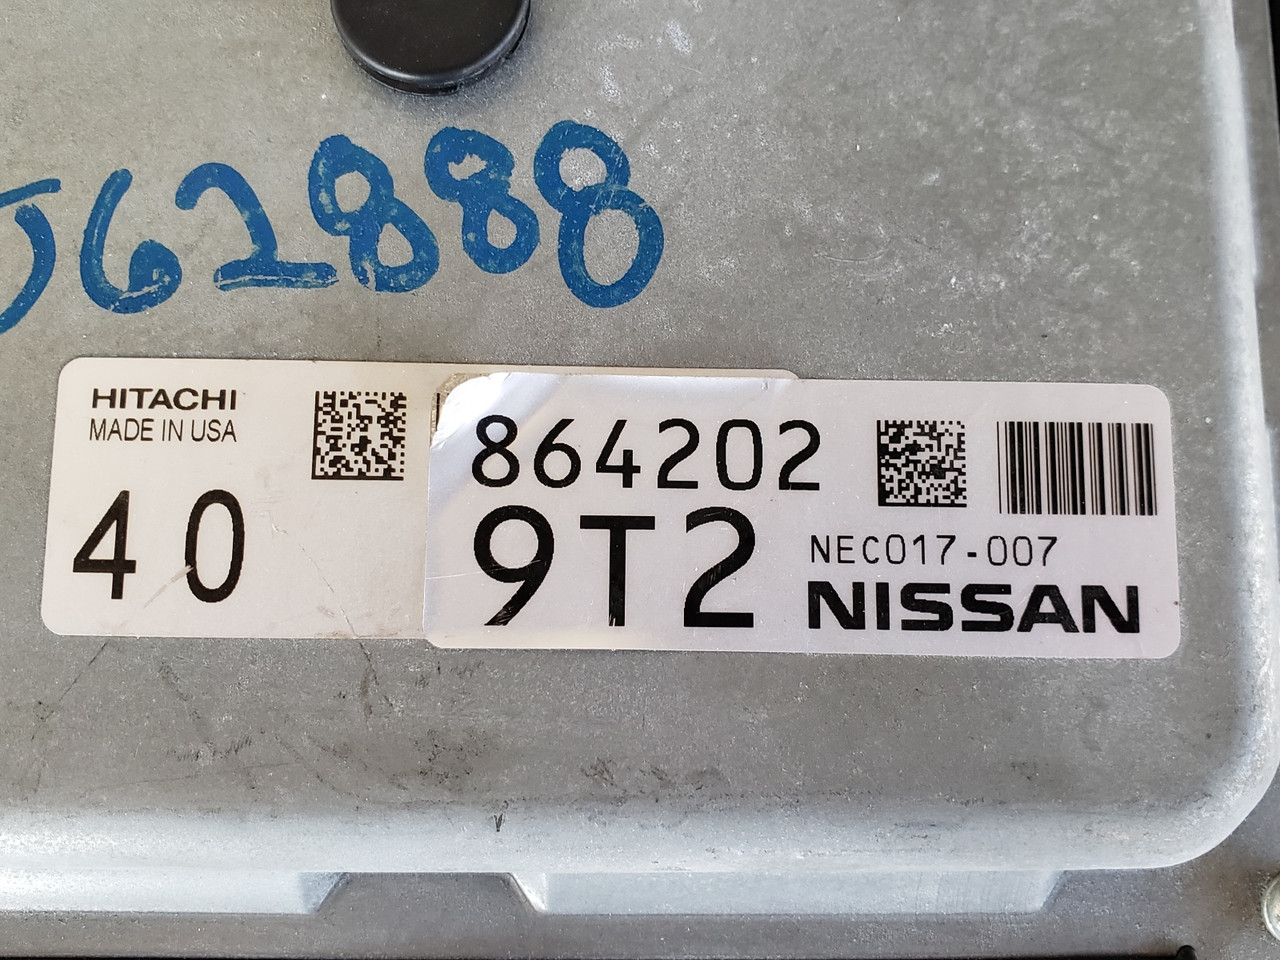 J62888
HITACHI
MADE IN USA
40
864202
9T2
NEC017-007
NISSAN